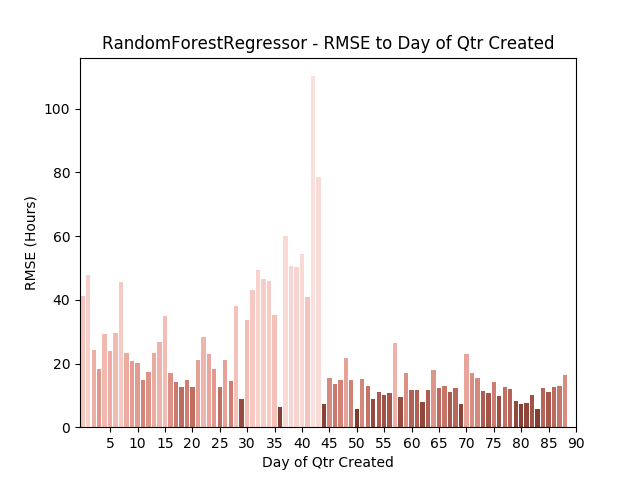 RandomForestRegressor - RMSE to Day of Qtr Created
100
80
60
40
20
0
RMSE (Hours)
5 10 15 20 25 30 35 40 45 50 55 60 65 70 75 80 85 90
Day of Qtr Created